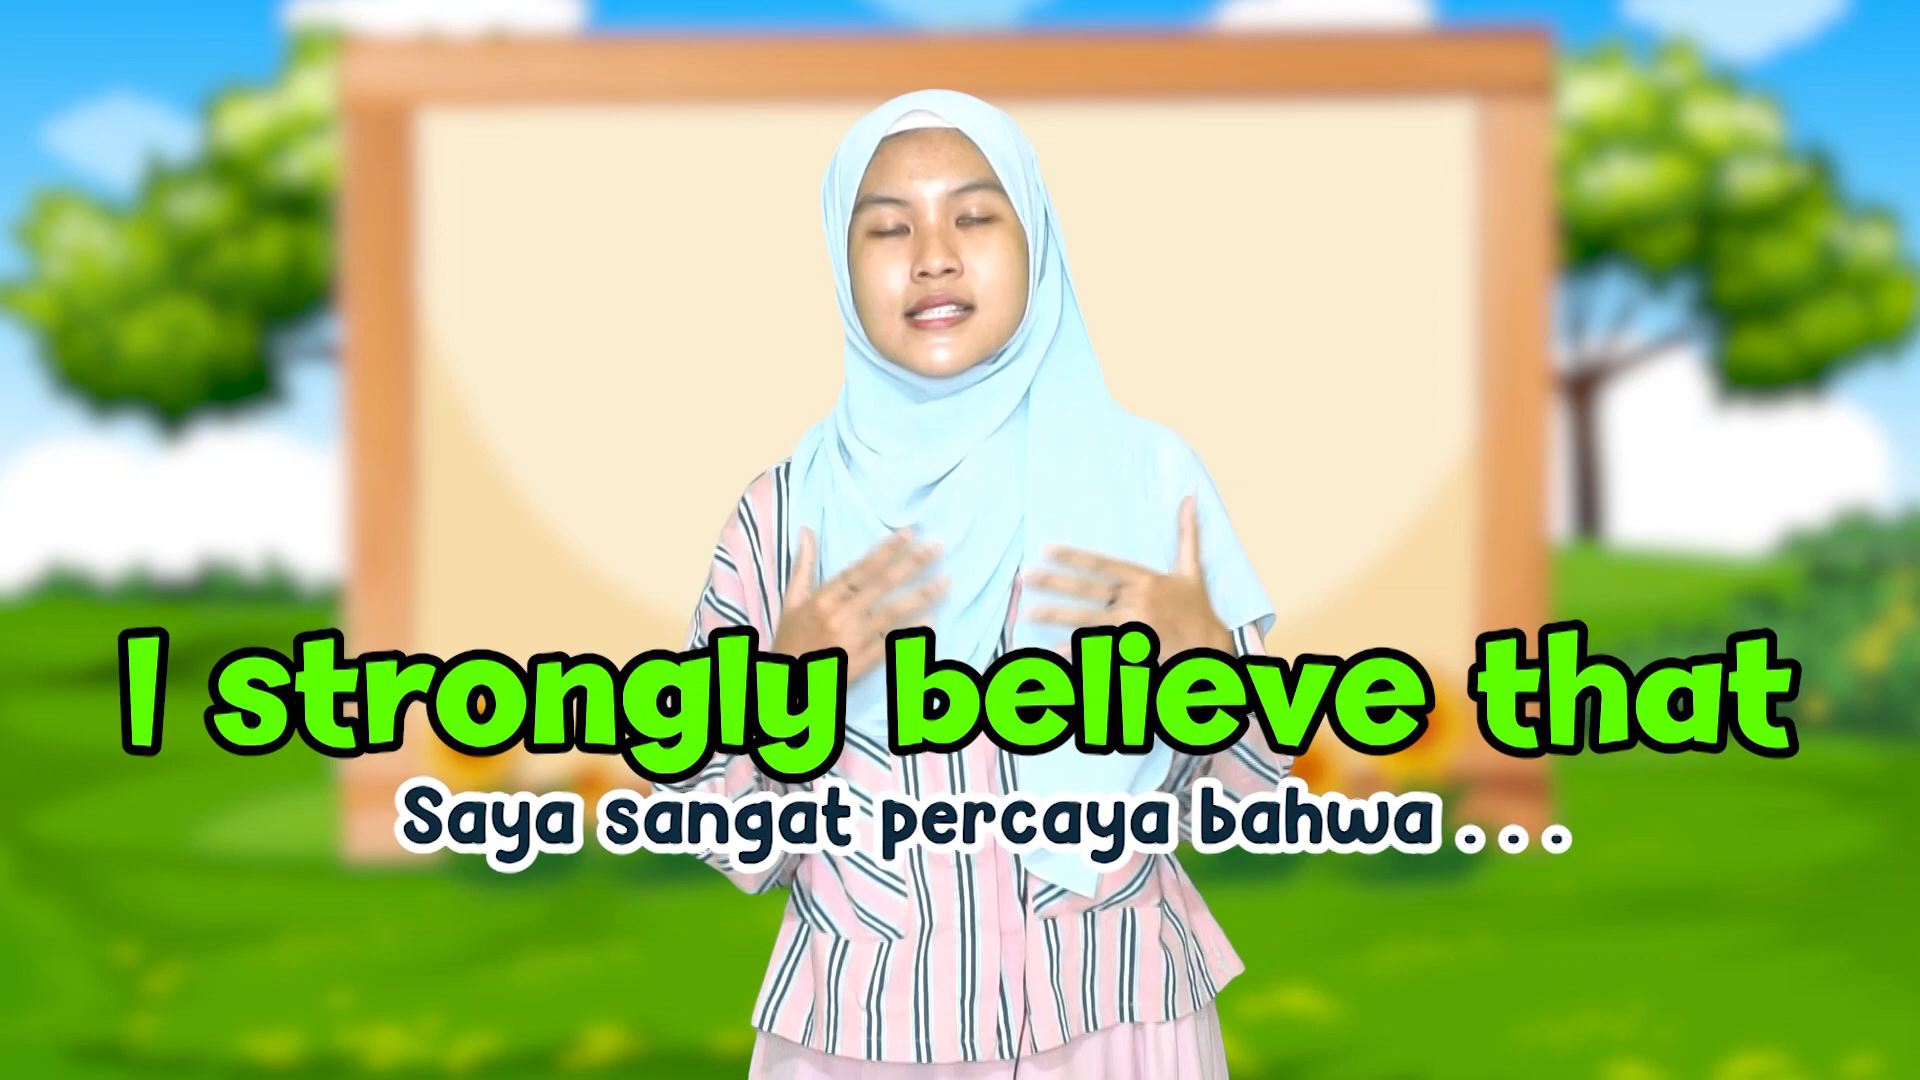 I strongly believe that
Saya sangat percaya bahwa . . .